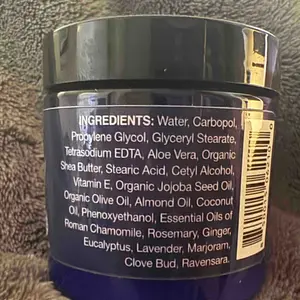 INGREDIENTS: Water, Carbopol,
Propylene Glycol, Glyceryl Stearate,
Tetrasodium EDTA, Aloe Vera, Organic
Shea Butter, Stearic Acid, Cetyl Alcohol,
Vitamin E, Organic Jojoba Seed Oil,
Organic Olive Oil, Almond Oil, Coconut
Oil, Phenoxyethanol, Essential Oils of
Roman Chamomile, Rosemary, Ginger,
Eucalyptus, Lavender, Marjoram,
Clove Bud, Ravensara.